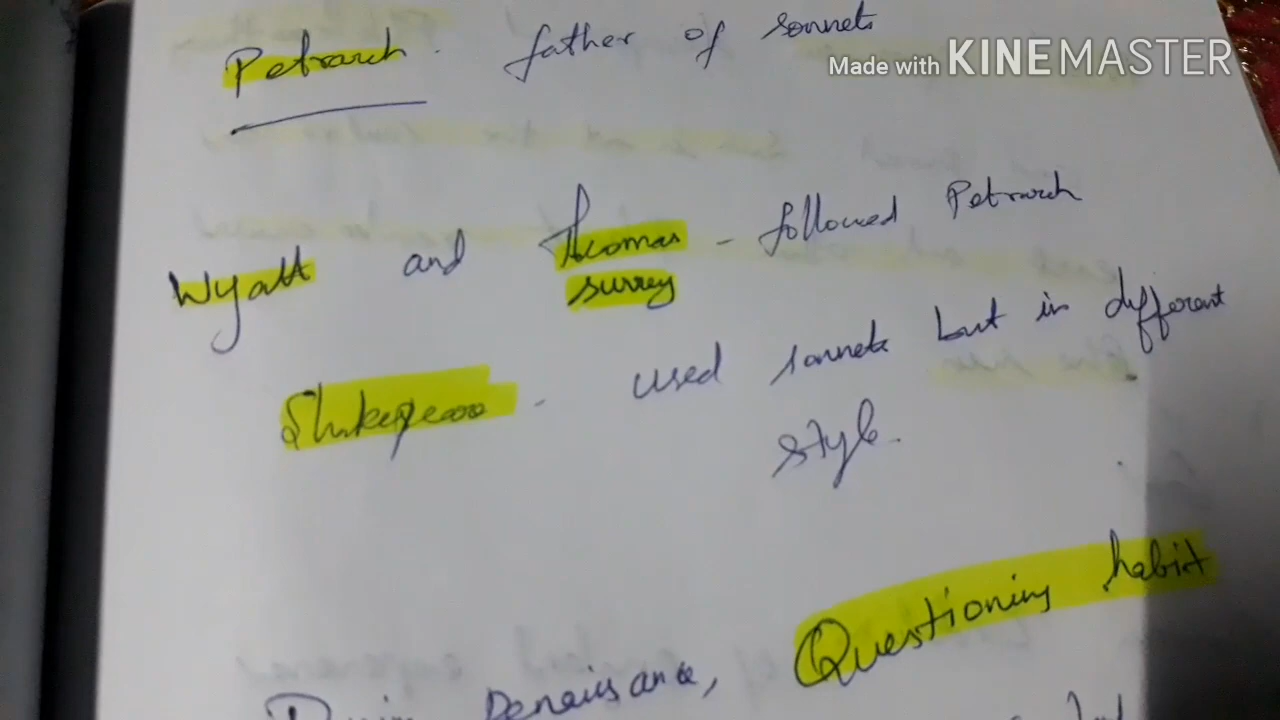 Petrarch. father of sonnets
Made with KINEMASTER
Wyatt and Thomas - followed Petrarch
surrey
Shakespeare - used sonnets but in different
style.
Questioning habit
During Renaissance,